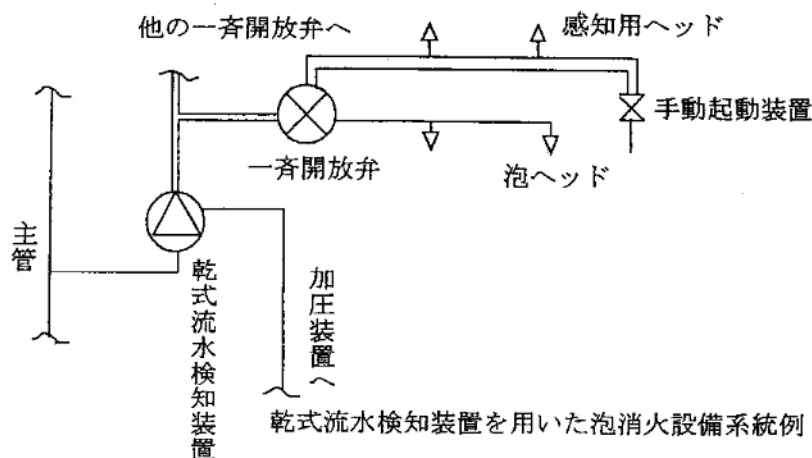 他の一斉開放弁へ
感知用ヘッド
手動起動装置
一斉開放弁
泡ヘッド
主管
乾式流水検知装置
加圧装置へ
乾式流水検知装置を用いた泡消火設備系統例